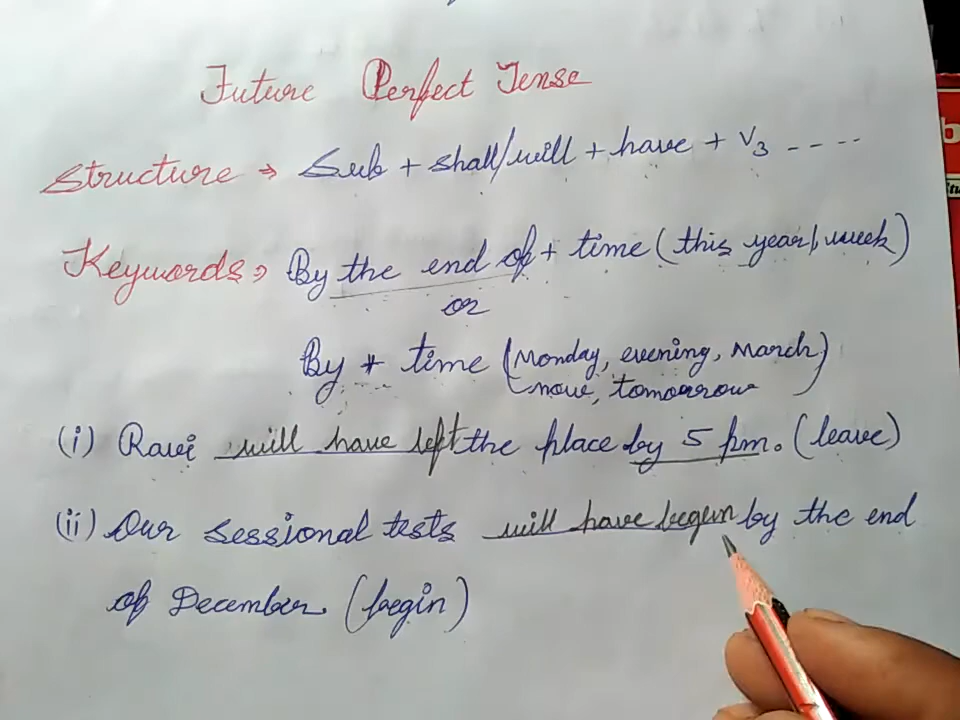 Future Perfect Tense
Structure → Sub + shall/will + have + V3 ----
Keywords → By the end of + time (this year/week)
or
By + time (Monday, evening, March
now, tomorrow)
(i) Ravi will have left the place by 5 pm. (leave)
(ii) Our sessional tests will have begun by the end
of December. (begin)
b